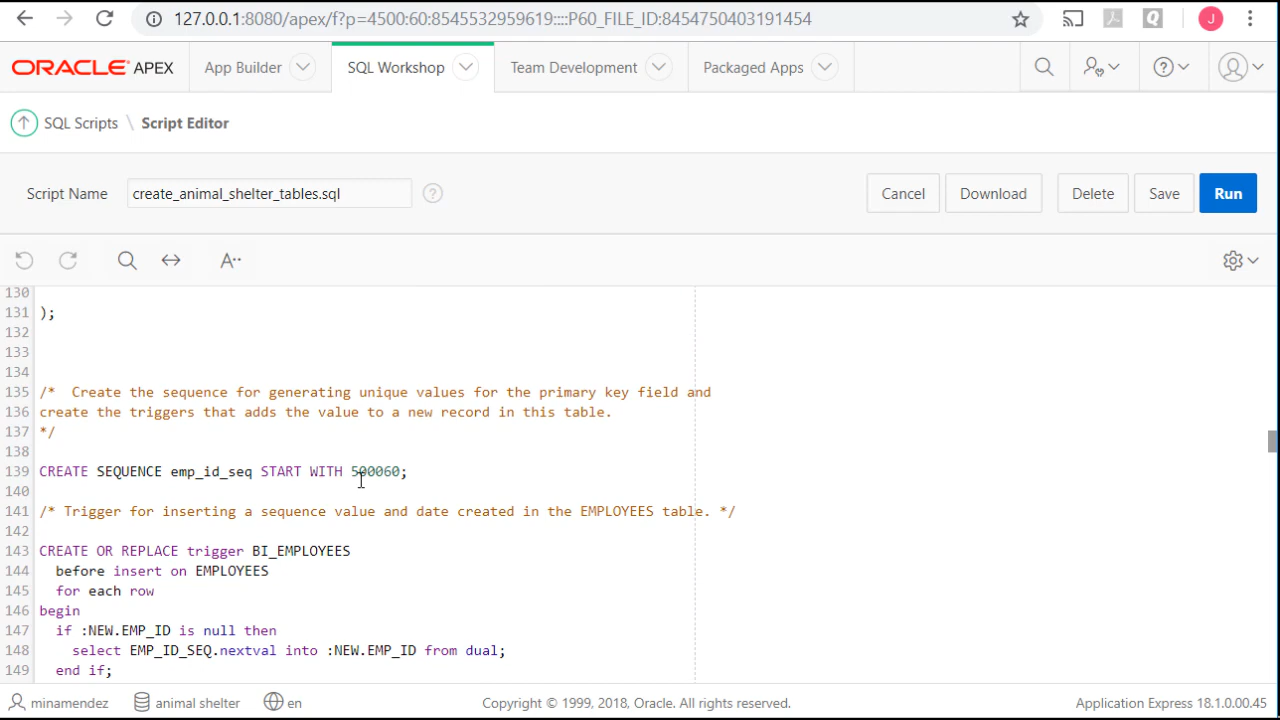 127.0.0.1:8080/apex/f?p=4500:60:8545532959619::::P60_FILE_ID:8454750403191454
J
ORACLE APEX App Builder SQL Workshop Team Development Packaged Apps
SQL Scripts \ Script Editor
Script Name create_animal_shelter_tables.sql ? Cancel Download Delete Save Run
A
130
131 );
132
133
134
135 /*  Create the sequence for generating unique values for the primary key field and
136 create the triggers that adds the value to a new record in this table.
137 */
138
139 CREATE SEQUENCE emp_id_seq START WITH 500060;
140
141 /* Trigger for inserting a sequence value and date created in the EMPLOYEES table. */
142
143 CREATE OR REPLACE trigger BI_EMPLOYEES
144   before insert on EMPLOYEES
145   for each row
146 begin
147   if :NEW.EMP_ID is null then
148     select EMP_ID_SEQ.nextval into :NEW.EMP_ID from dual;
149   end if;
minamendez animal shelter en Copyright © 1999, 2018, Oracle. All rights reserved. Application Express 18.1.0.00.45